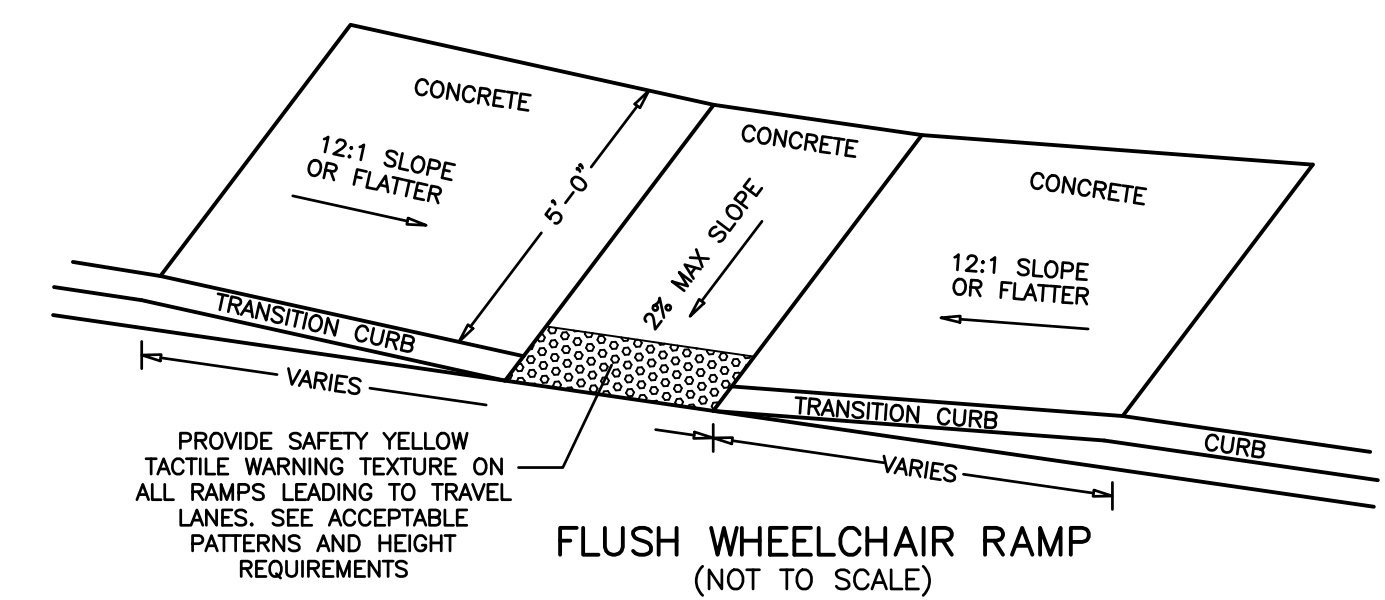 CONCRETE
12:1 SLOPE
OR FLATTER
5'-0"
CONCRETE
2% MAX SLOPE
CONCRETE
12:1 SLOPE
OR FLATTER
TRANSITION CURB
VARIES
TRANSITION CURB
CURB
VARIES
PROVIDE SAFETY YELLOW
TACTILE WARNING TEXTURE ON
ALL RAMPS LEADING TO TRAVEL
LANES. SEE ACCEPTABLE
PATTERNS AND HEIGHT
REQUIREMENTS
FLUSH WHEELCHAIR RAMP
(NOT TO SCALE)